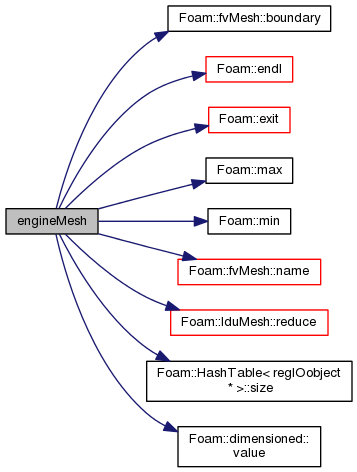 Foam::fvMesh::boundary
Foam::endl
Foam::exit
Foam::max
engineMesh
Foam::min
Foam::fvMesh::name
Foam::lduMesh::reduce
Foam::HashTable< regIOobject
* >::size
Foam::dimensioned::
value